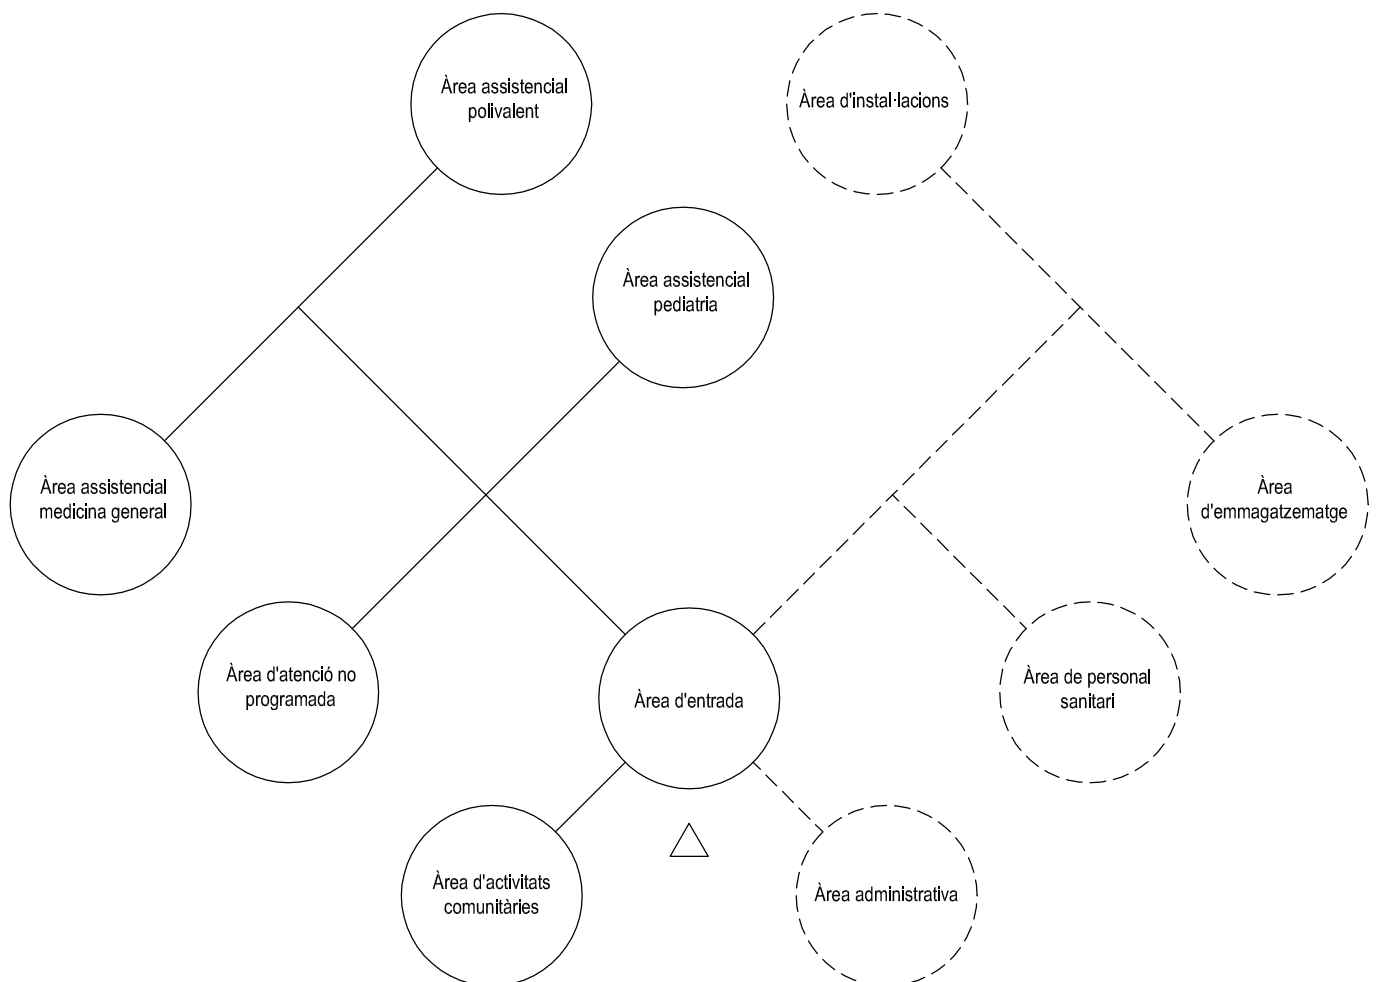 Àrea assistencial
polivalent
Àrea d'instal·lacions
Àrea assistencial
pediatria
Àrea assistencial
medicina general
Àrea
d'emmagatzematge
Àrea d'atenció no
programada
Àrea d'entrada
Àrea de personal
sanitari
Àrea d'activitats
comunitàries
Àrea administrativa